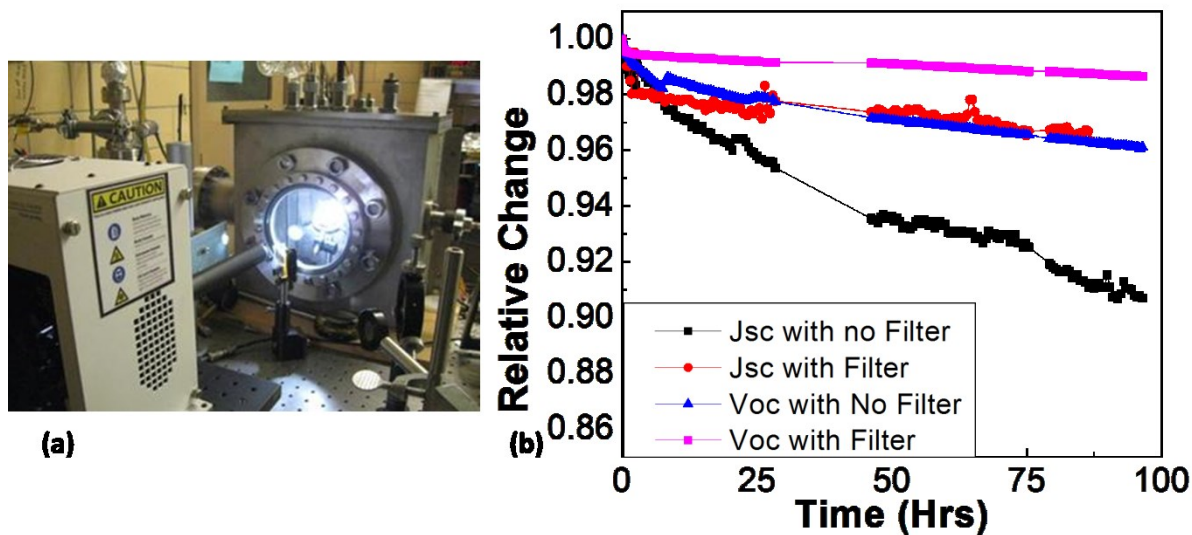 CAUTION
(a)
(b)
Relative Change
1.00
0.98
0.96
0.94
0.92
0.90
0.88
0.86
Jsc with no Filter
Jsc with Filter
Voc with No Filter
Voc with Filter
0 25 50 75 100
Time (Hrs)